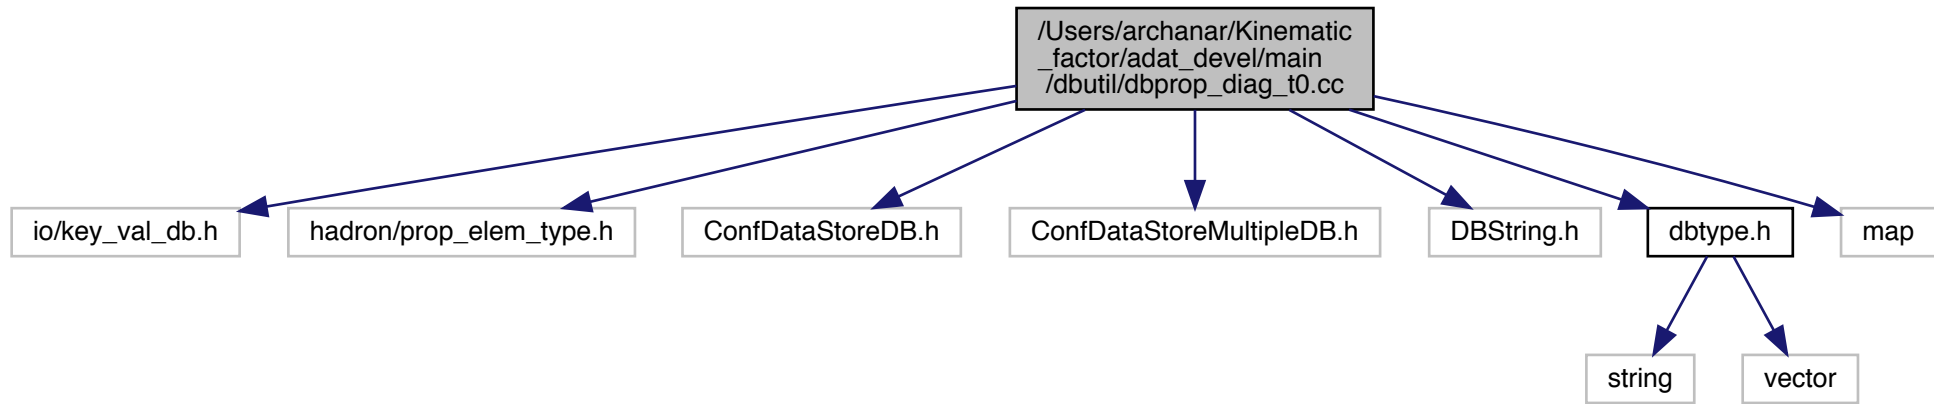 /Users/archanar/Kinematic
_factor/adat_devel/main
/dbutil/dbprop_diag_t0.cc
io/key_val_db.h
hadron/prop_elem_type.h
ConfDataStoreDB.h
ConfDataStoreMultipleDB.h
DBString.h
dbtype.h
map
string
vector